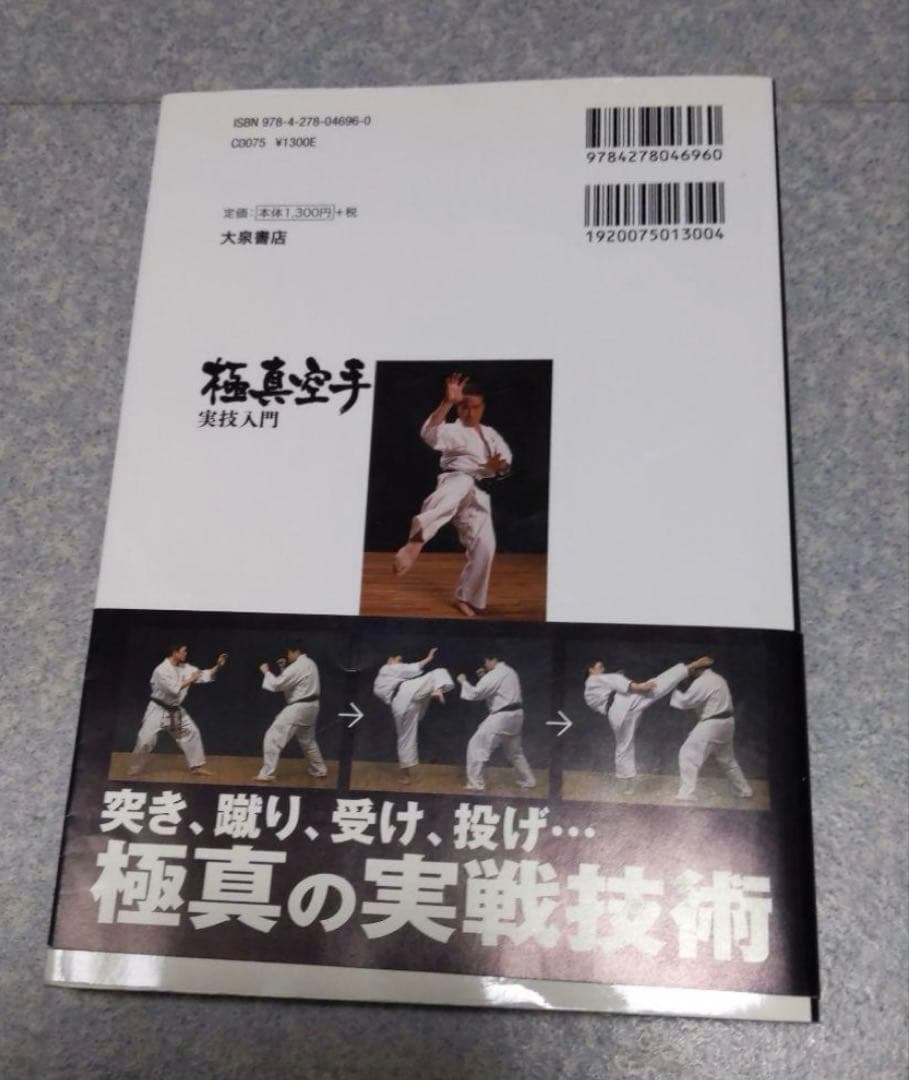 ISBN 978-4-278-04696-0
C0075 ¥1300E
9784278046960
定価：本体1,300円+税
大泉書店
1920075013004
極真空手
実技入門
→
→
突き、蹴り、受け、投げ…
極真の実戦技術